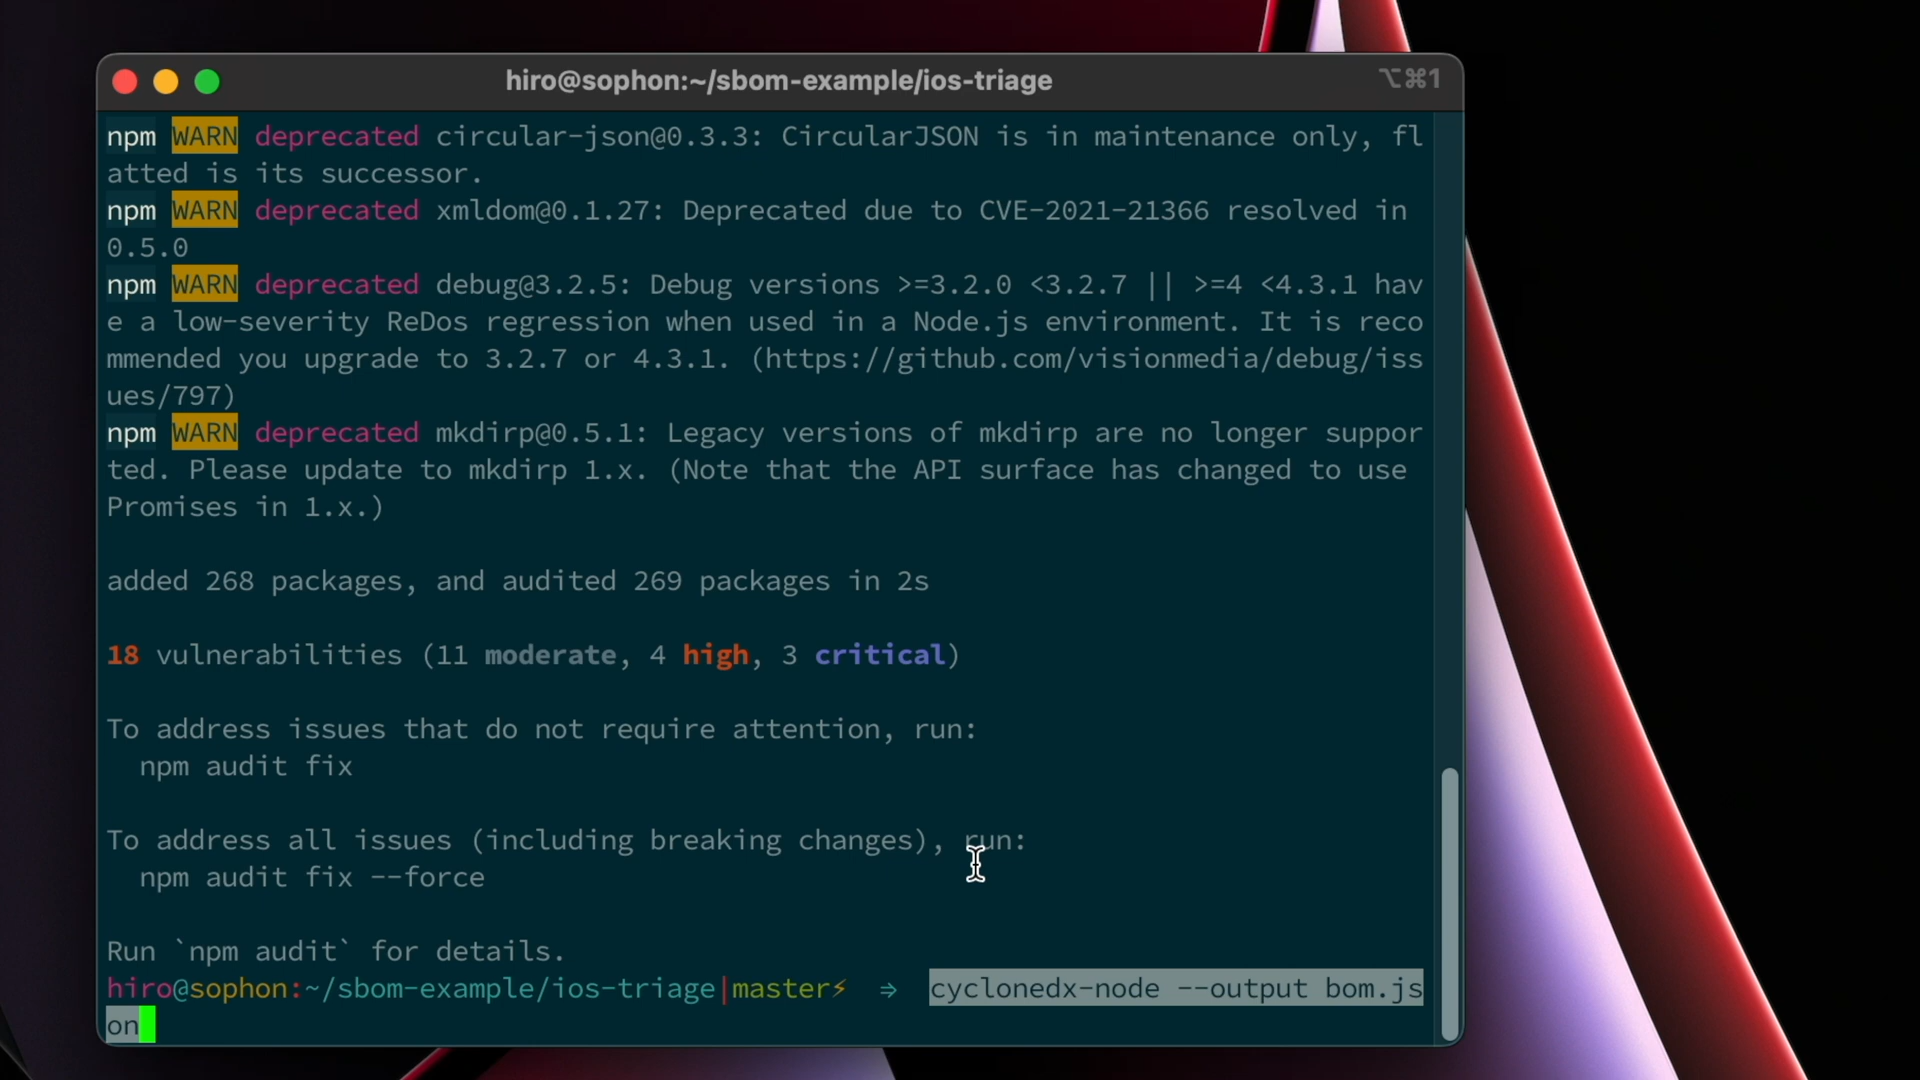 hiro@sophon:~/sbom-example/ios-triage
⌥⌘1
npm WARN deprecated circular-json@0.3.3: CircularJSON is in maintenance only, fl
atted is its successor.
npm WARN deprecated xmldom@0.1.27: Deprecated due to CVE-2021-21366 resolved in
0.5.0
npm WARN deprecated debug@3.2.5: Debug versions >=3.2.0 <3.2.7 || >=4 <4.3.1 hav
e a low-severity ReDos regression when used in a Node.js environment. It is reco
mmended you upgrade to 3.2.7 or 4.3.1. (https://github.com/visionmedia/debug/iss
ues/797)
npm WARN deprecated mkdirp@0.5.1: Legacy versions of mkdirp are no longer suppor
ted. Please update to mkdirp 1.x. (Note that the API surface has changed to use
Promises in 1.x.)
added 268 packages, and audited 269 packages in 2s
18 vulnerabilities (11 moderate, 4 high, 3 critical)
To address issues that do not require attention, run:
npm audit fix
To address all issues (including breaking changes), run:
npm audit fix --force
Run `npm audit` for details.
hiro@sophon:~/sbom-example/ios-triage|master⚡ ⇒ cyclonedx-node --output bom.js
on